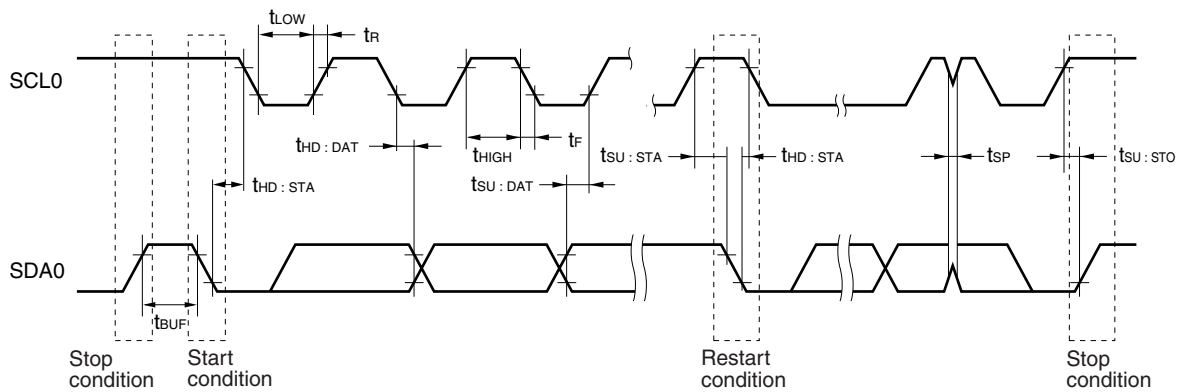 tLOW
tR
SCL0
tHD : DAT
tHIGH
tF
tSU : STA
tHD : STA
tSP
tSU : STO
tHD : STA
tSU : DAT
SDA0
tBUF
Stop
condition
Start
condition
Restart
condition
Stop
condition